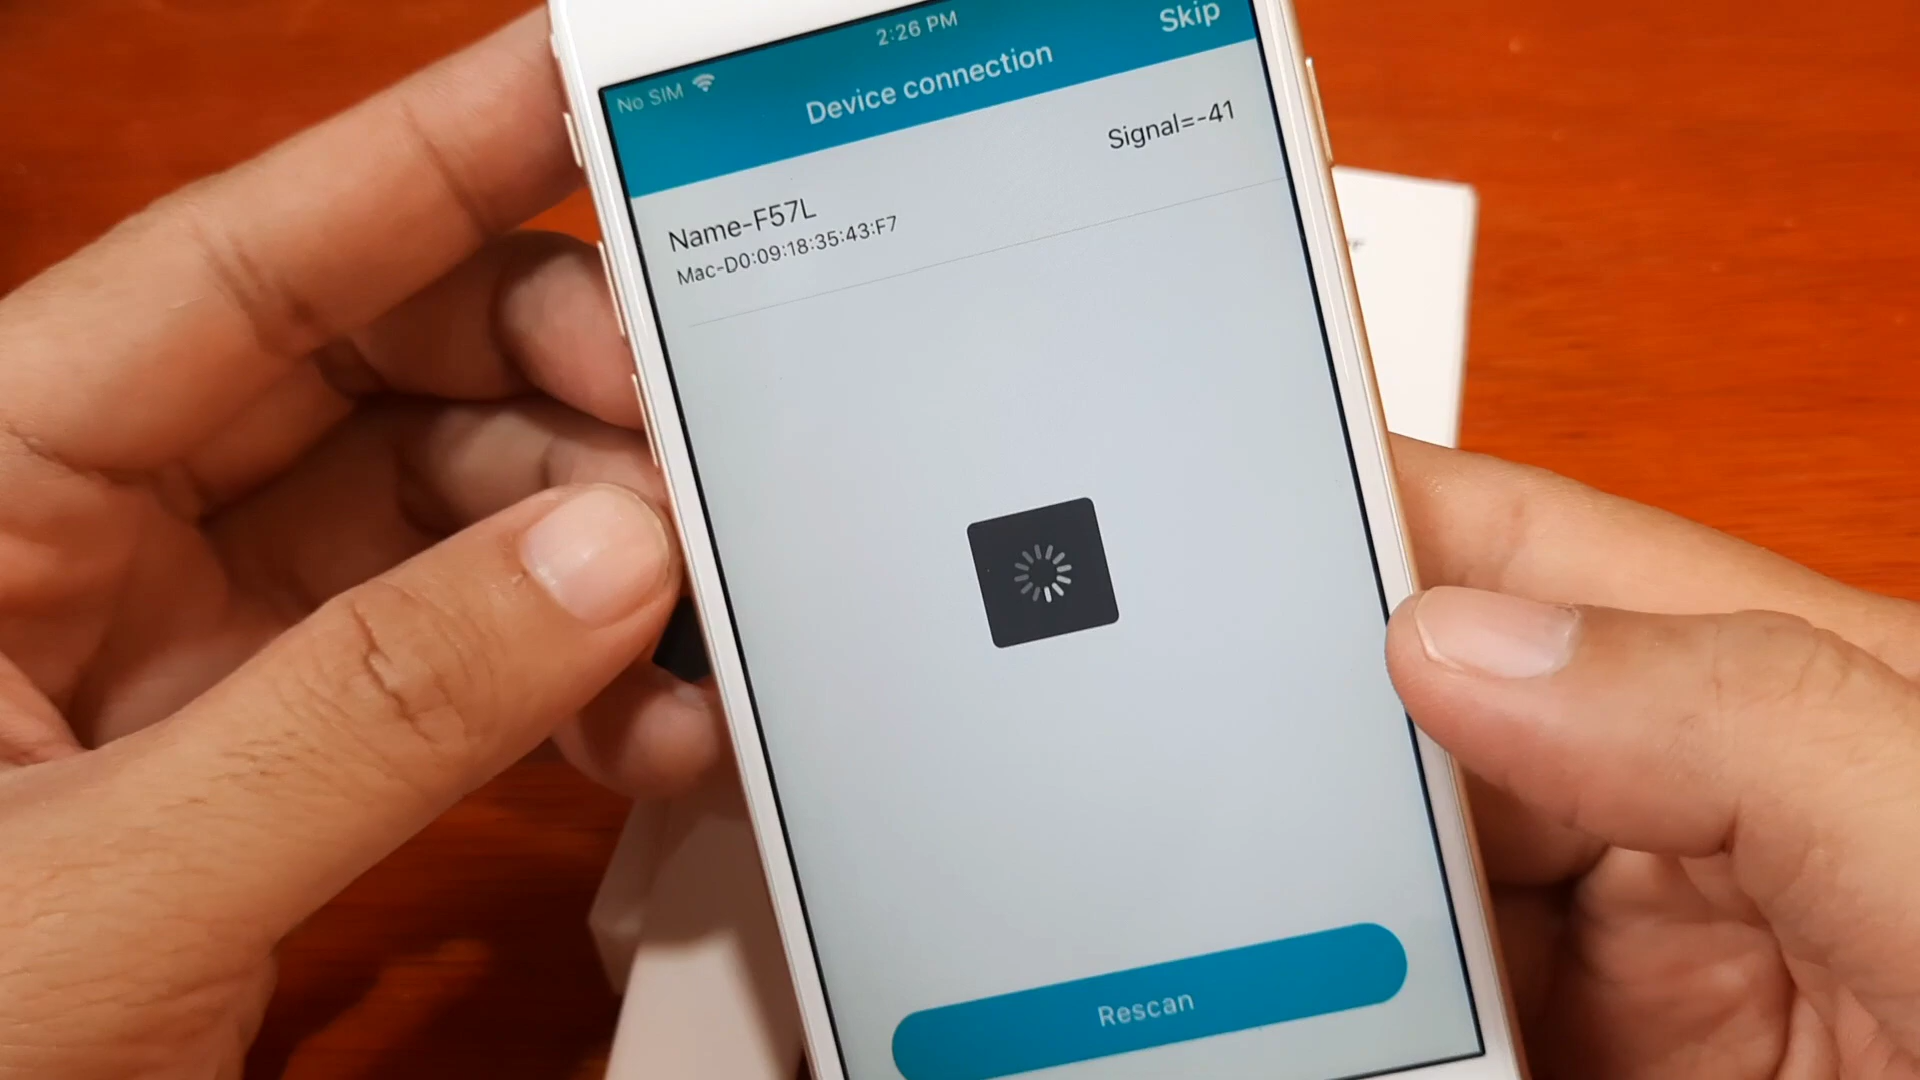 2:26 PM
No SIM
Skip
Device connection
Signal=-41
Name-F57L
Mac-D0:09:18:35:43:F7
Rescan